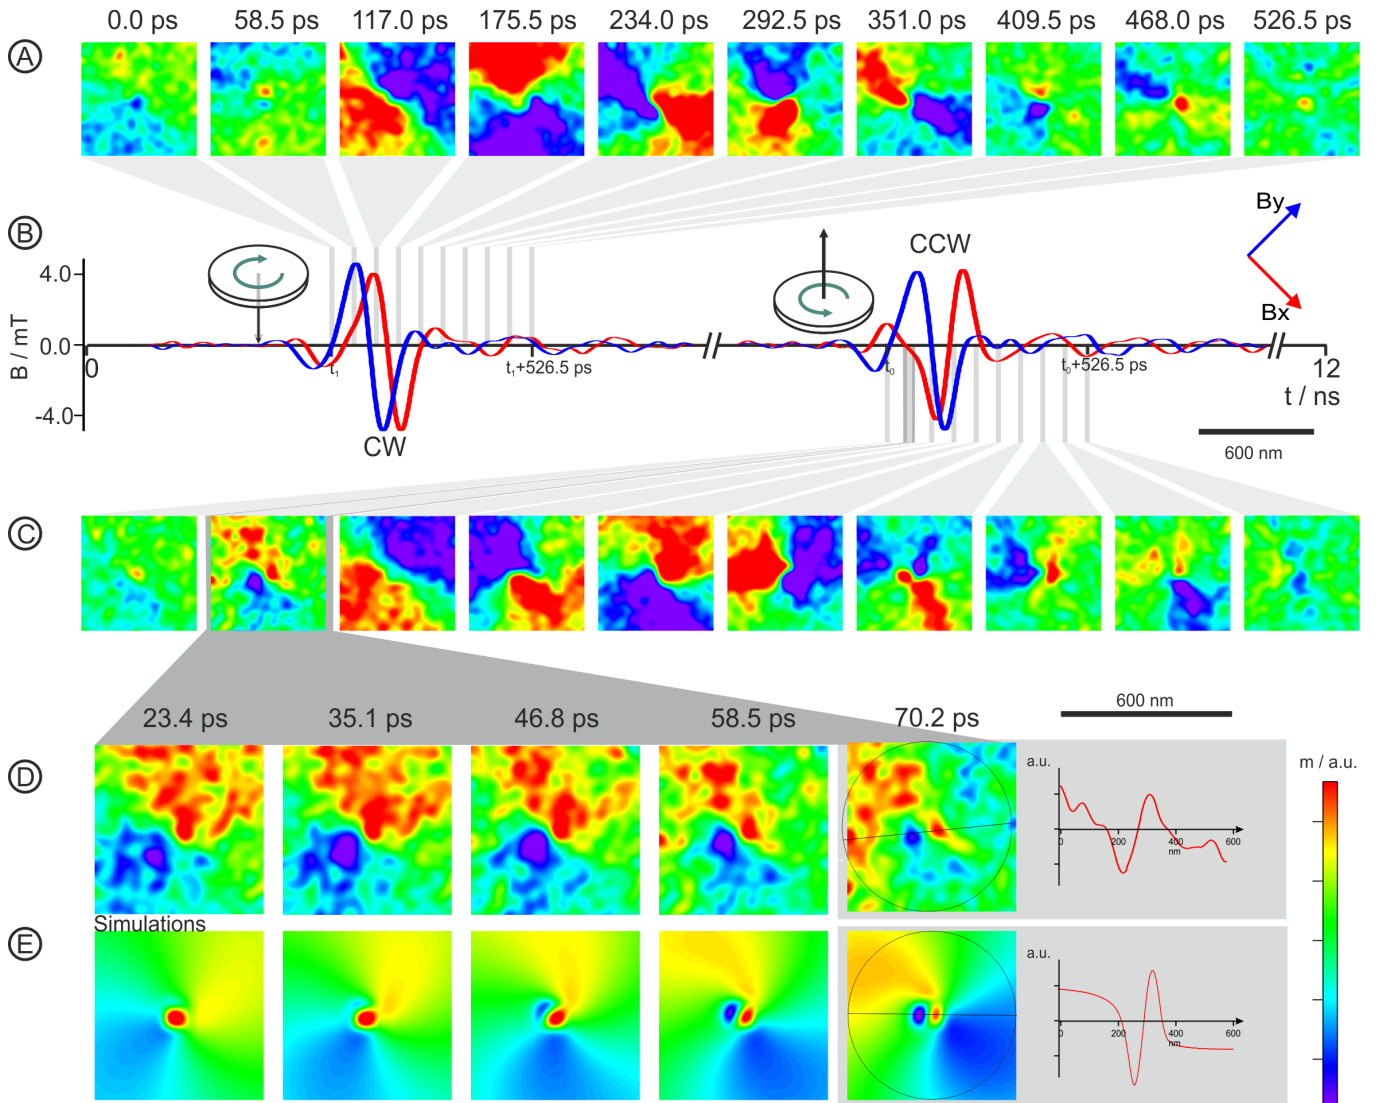 0.0 ps 58.5 ps 117.0 ps 175.5 ps 234.0 ps 292.5 ps 351.0 ps 409.5 ps 468.0 ps 526.5 ps
A
B
By
Bx
CCW
4.0
0.0
-4.0
B / mT
0
t1
t1+526.5 ps
t0
t0+526.5 ps
12
t / ns
CW
600 nm
C
23.4 ps 35.1 ps 46.8 ps 58.5 ps 70.2 ps
600 nm
D
a.u.
0 200 400 600
nm
m / a.u.
Simulations
E
a.u.
0 200 400 600
nm